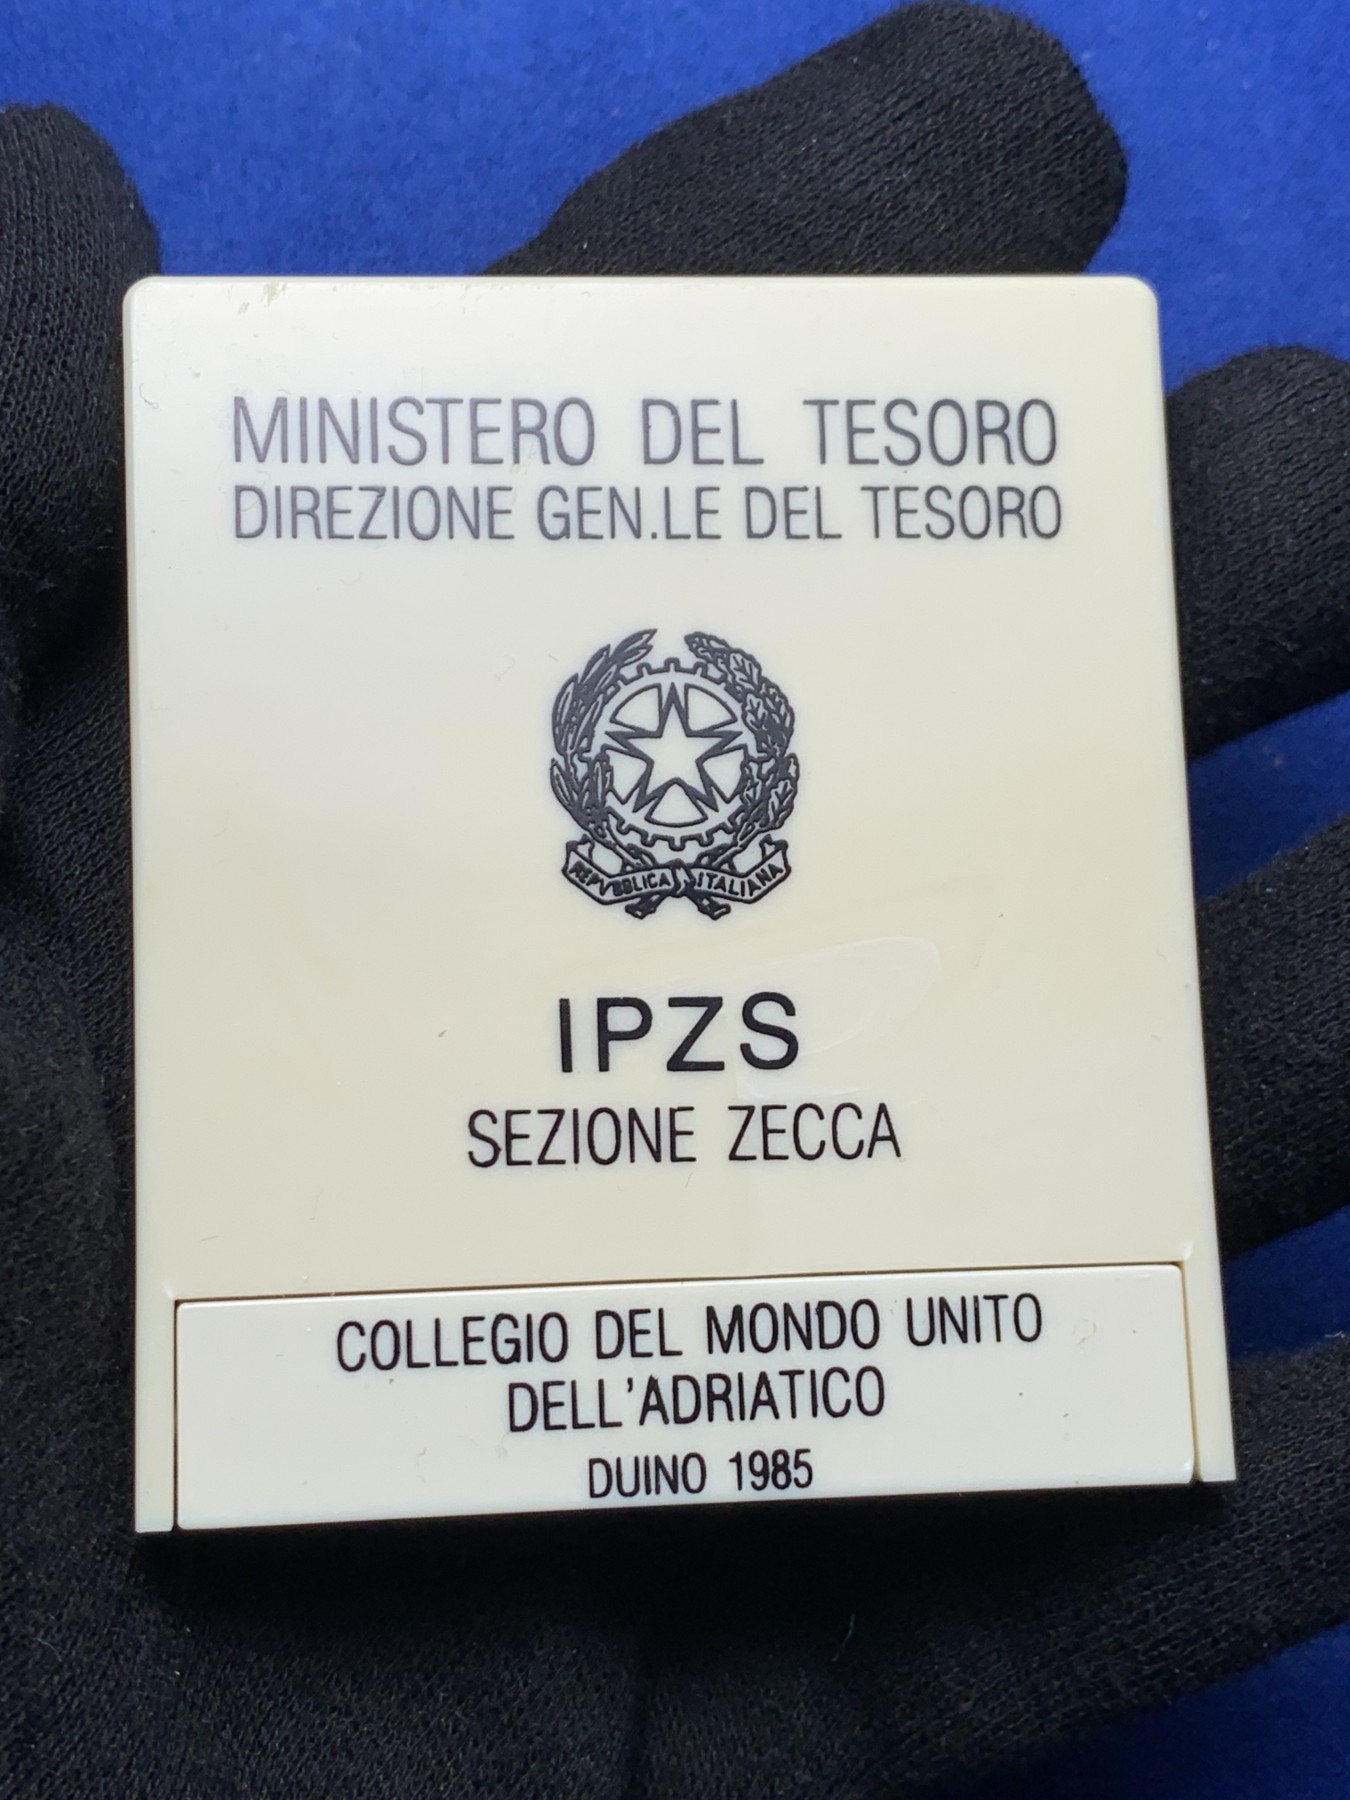 MINISTERO DEL TESORO
DIREZIONE GEN.LE DEL TESORO
REPVBBLICA ITALIANA
IPZS
SEZIONE ZECCA
COLLEGIO DEL MONDO UNITO
DELL'ADRIATICO
DUINO 1985